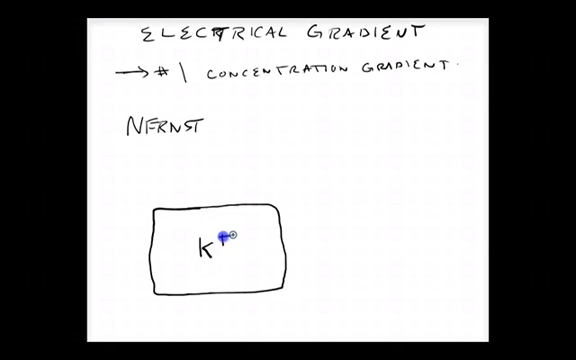 ELECTRICAL GRADIENT
→ #1 CONCENTRATION GRADIENT.
NERNST
K+